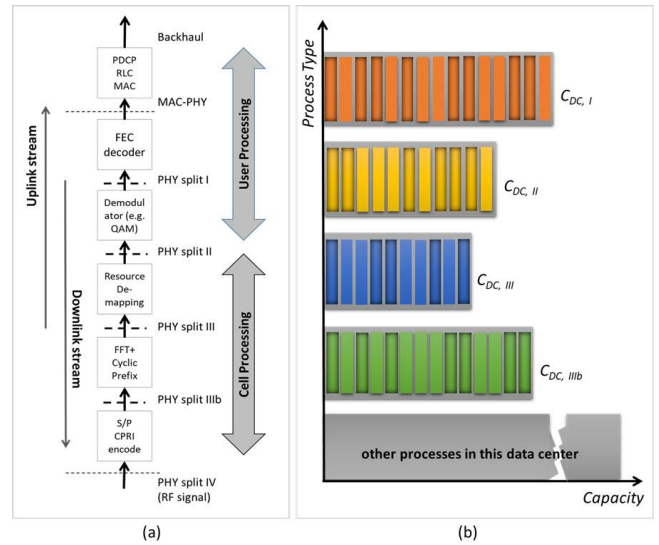 Backhaul
PDCP
RLC
MAC
MAC-PHY
FEC
decoder
PHY split I
Demodul
ator (e.g.
QAM)
PHY split II
Resource
De-
mapping
PHY split III
FFT+
Cyclic
Prefix
PHY split IIIb
S/P
CPRI
encode
PHY split IV
(RF signal)
Uplink stream
Downlink stream
User Processing
Cell Processing
(a)
Process Type
C_DC, I
C_DC, II
C_DC, III
C_DC, IIIb
other processes in this data center
Capacity
(b)